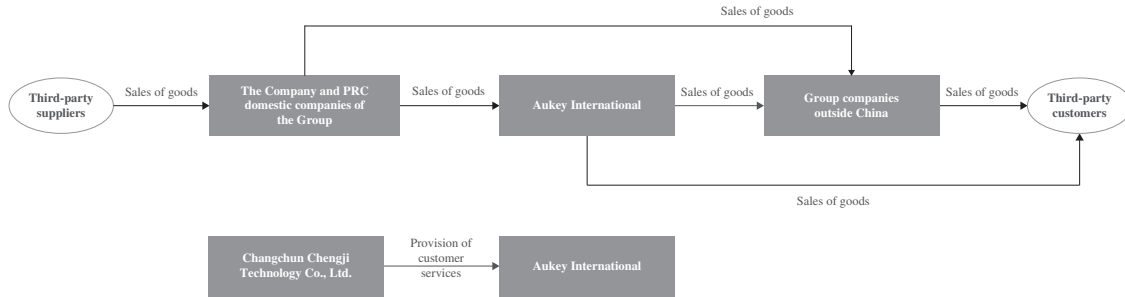 Sales of goods
Third-party
suppliers
Sales of goods
The Company and PRC
domestic companies of
the Group
Sales of goods
Aukey International
Sales of goods
Group companies
outside China
Sales of goods
Third-party
customers
Sales of goods
Changchun Chengji
Technology Co., Ltd.
Provision of
customer
services
Aukey International